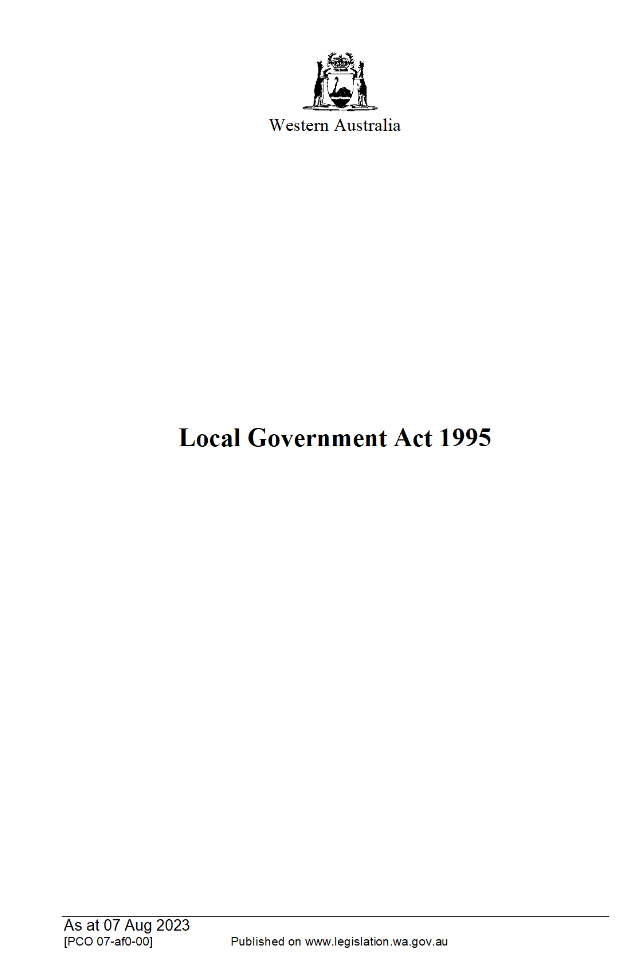 Western Australia
Local Government Act 1995
As at 07 Aug 2023
[PCO 07-af0-00] Published on www.legislation.wa.gov.au